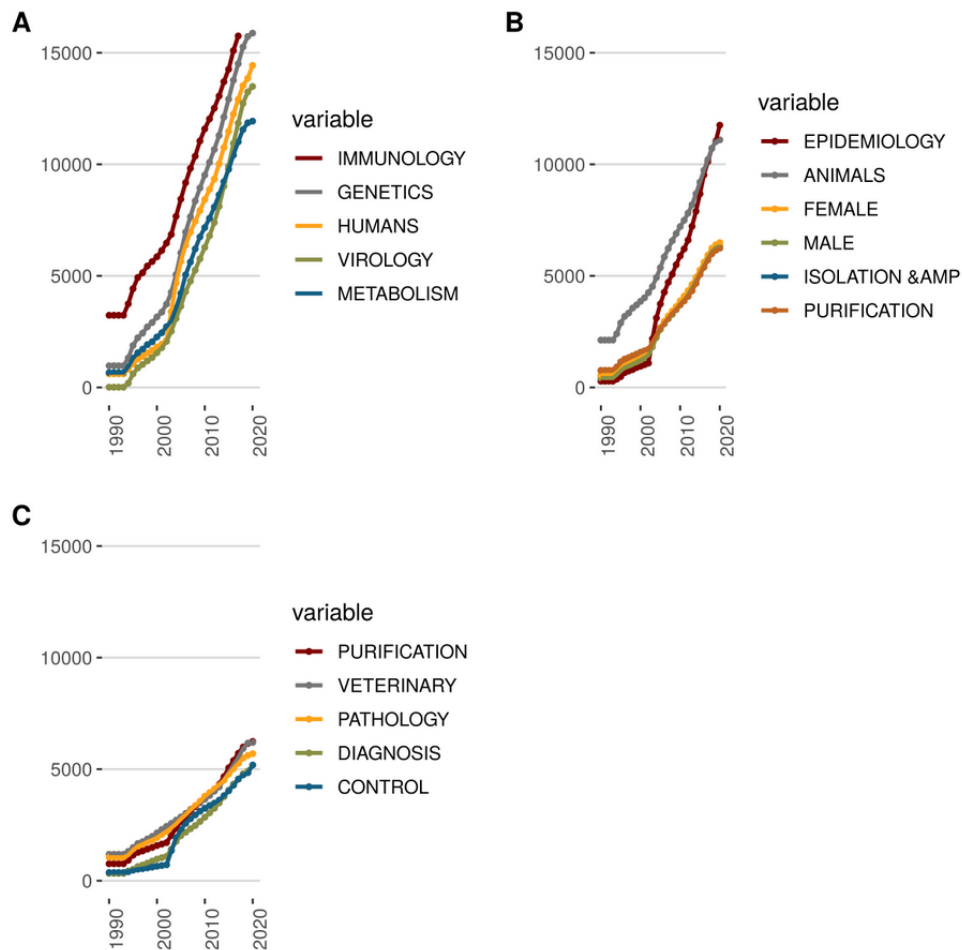 A
15000
10000
5000
0
1990
2000
2010
2020
variable
IMMUNOLOGY
GENETICS
HUMANS
VIROLOGY
METABOLISM
B
15000
10000
5000
0
1990
2000
2010
2020
variable
EPIDEMIOLOGY
ANIMALS
FEMALE
MALE
ISOLATION &AMP
PURIFICATION
C
15000
10000
5000
0
1990
2000
2010
2020
variable
PURIFICATION
VETERINARY
PATHOLOGY
DIAGNOSIS
CONTROL